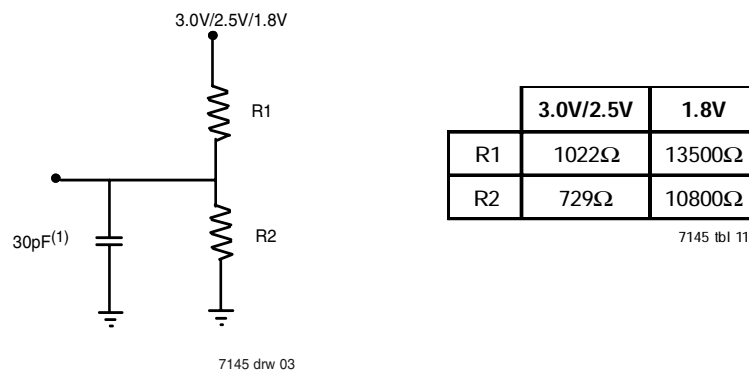 3.0V/2.5V/1.8V
R1
R2
30pF(1)
7145 drw 03
3.0V/2.5V 1.8V
R1 1022Ω 13500Ω
R2 729Ω 10800Ω
7145 tbl 11